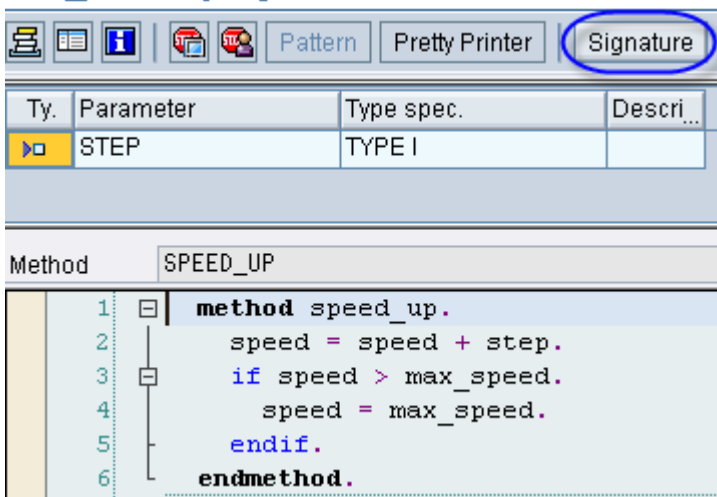 Pattern Pretty Printer Signature
Ty. Parameter Type spec. Descri...
STEP TYPE I
Method SPEED_UP
1 method speed_up.
2 speed = speed + step.
3 if speed > max_speed.
4 speed = max_speed.
5 endif.
6 endmethod.